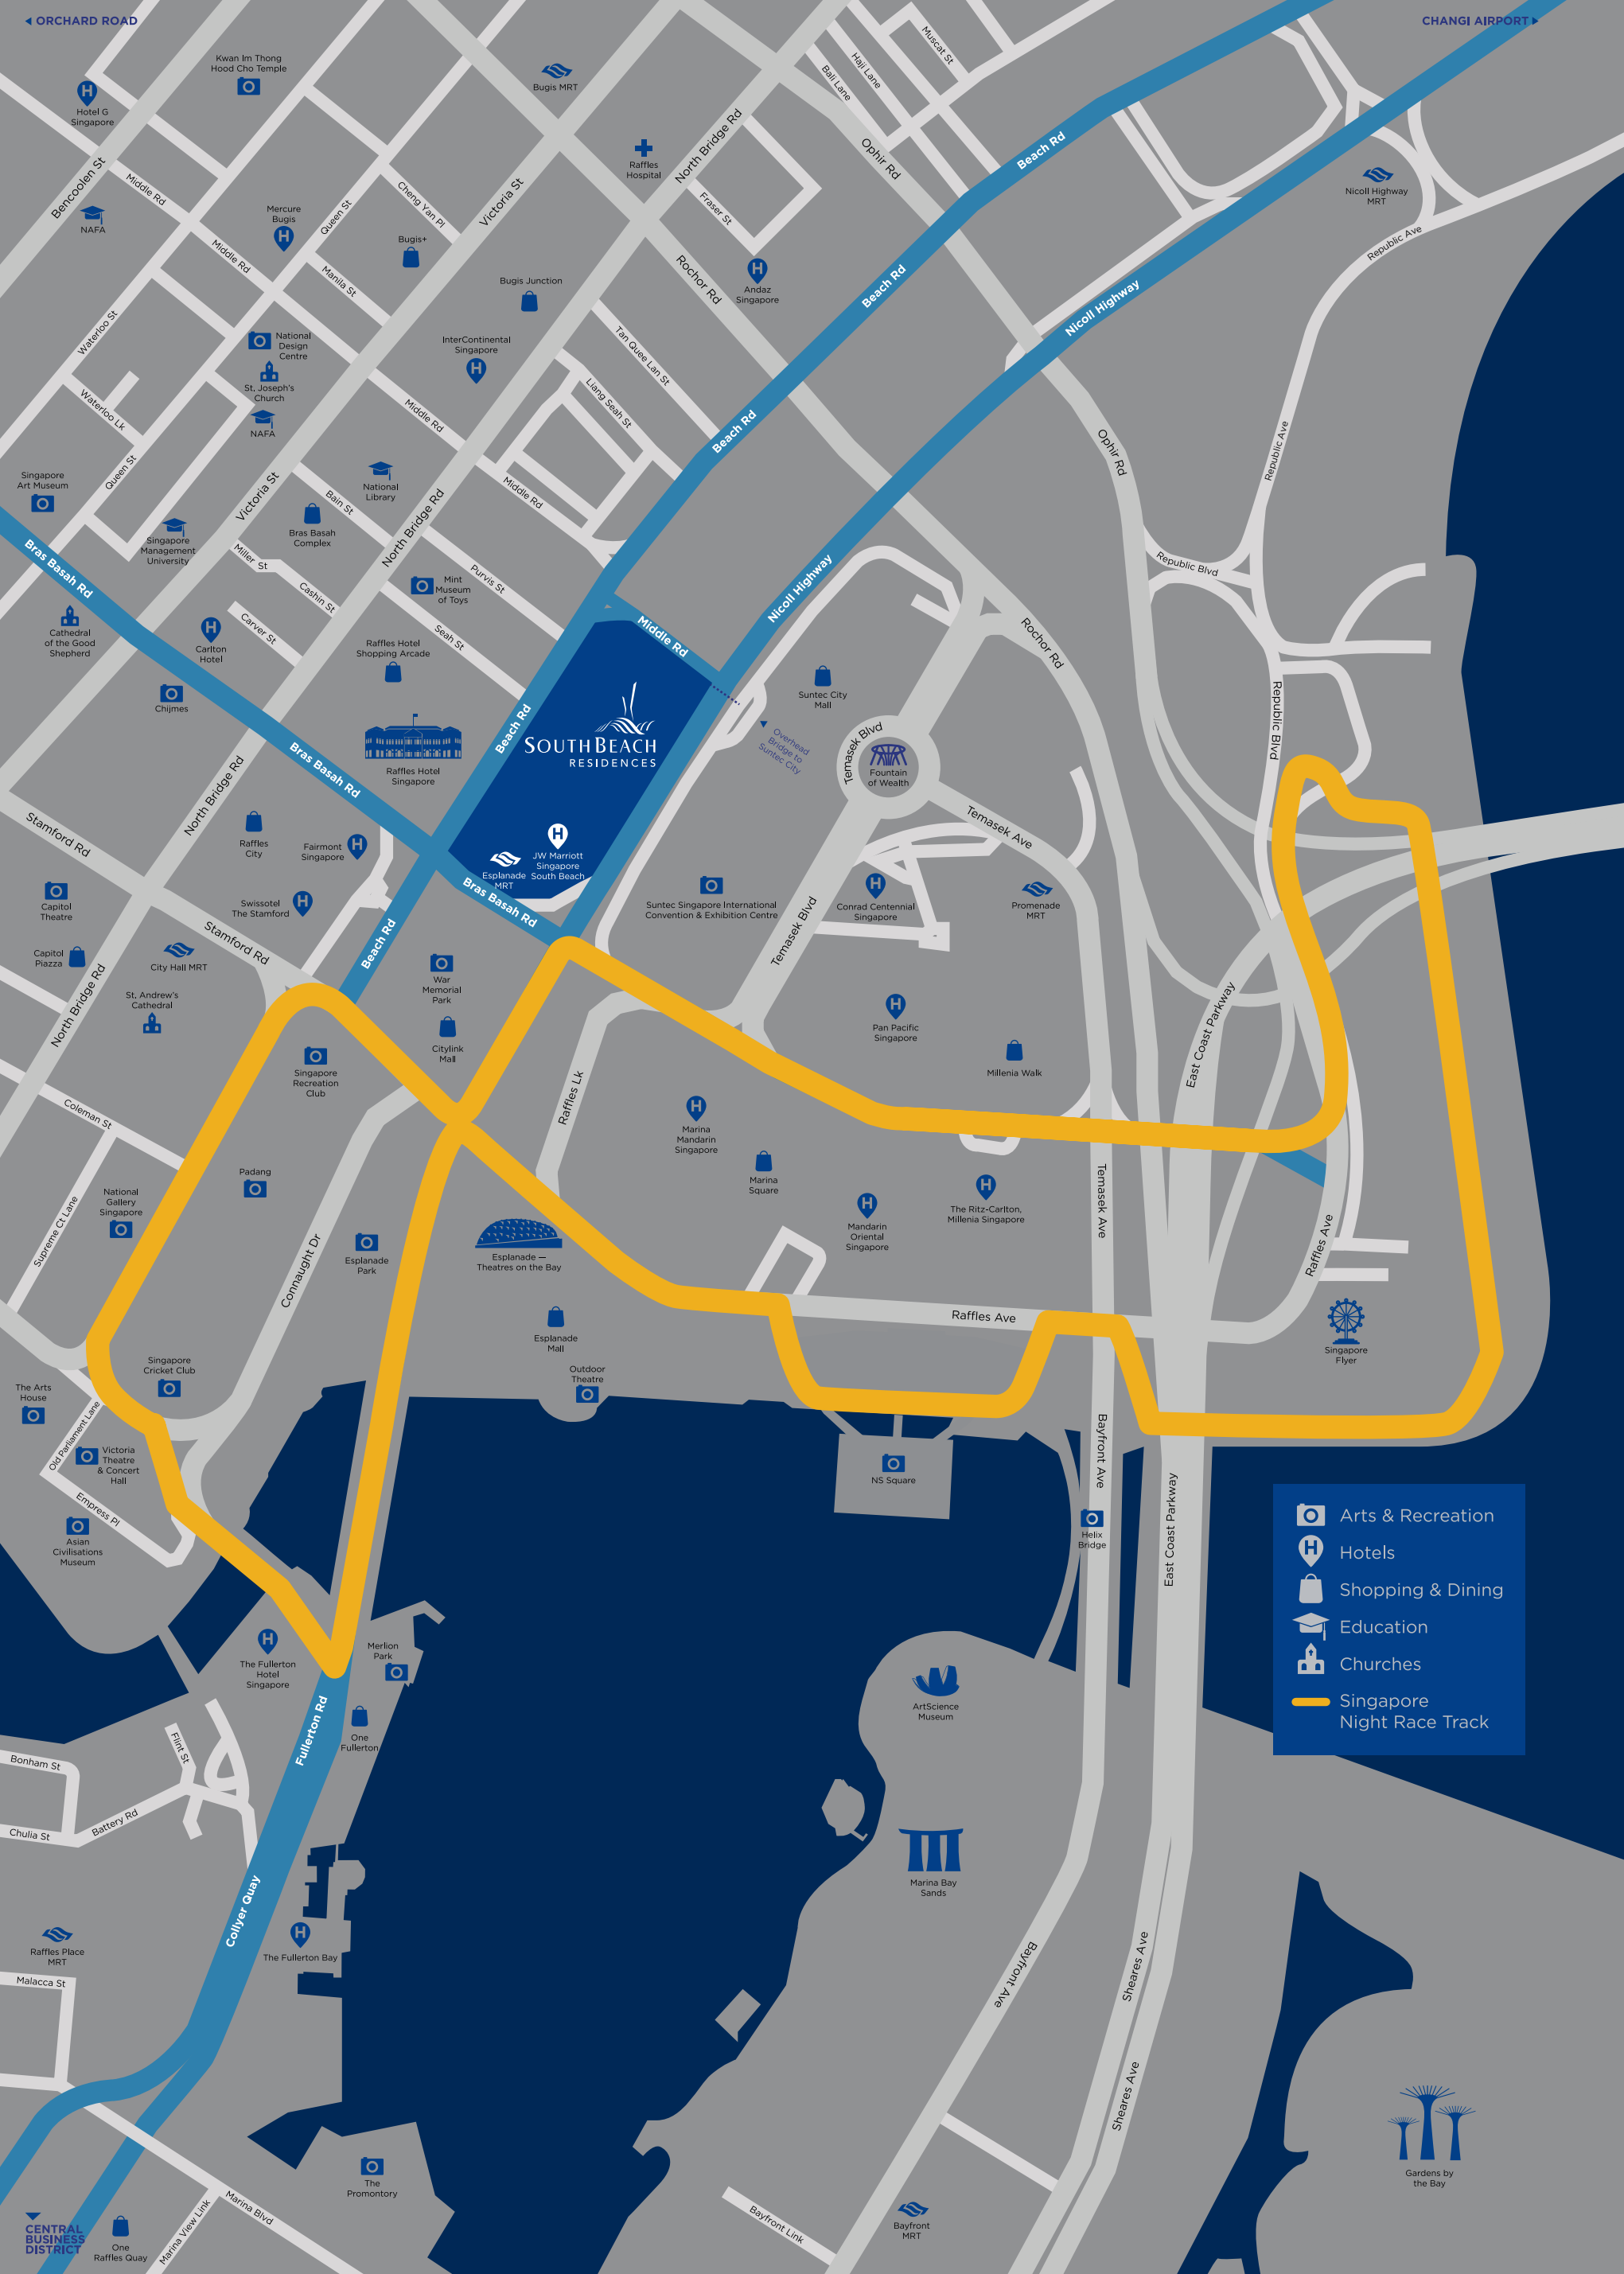 ORCHARD ROAD
CHANGI AIRPORT
Kwan Im Thong
Hood Cho Temple
Bugis MRT
Muscat St
Haji Lane
Bali Lane
Hotel G
Singapore
Bencoolen St
Middle Rd
NAFA
Mercure
Bugis
Queen St
Cheng Yan Pl
Victoria St
Raffles
Hospital
North Bridge Rd
Fraser St
Ophir Rd
Beach Rd
Nicoll Highway
MRT
Republic Ave
Middle Rd
Manila St
Bugis+
Bugis Junction
Rochor Rd
Andaz
Singapore
Beach Rd
Nicoll Highway
Waterloo St
National
Design
Centre
St. Joseph's
Church
NAFA
InterContinental
Singapore
Tan Quee Lan St
Liang Seah St
Waterloo Lk
Queen St
Middle Rd
Beach Rd
Ophir Rd
Republic Ave
Singapore
Art Museum
Victoria St
National
Library
Bain St
Bras Basah
Complex
North Bridge Rd
Middle Rd
Singapore
Management
University
Bras Basah Rd
Miller St
Cashin St
Carver St
Mint
Museum
of Toys
Purvis St
Seah St
Nicoll Highway
Republic Blvd
Cathedral
of the Good
Shepherd
Carlton
Hotel
Raffles Hotel
Shopping Arcade
Middle Rd
Rochor Rd
Chijmes
Suntec City
Mall
Republic Blvd
Beach Rd
SOUTHBEACH
RESIDENCES
Overhead
Bridge to
Suntec City
Temasek Blvd
Fountain
of Wealth
Bras Basah Rd
Raffles Hotel
Singapore
North Bridge Rd
Stamford Rd
Raffles
City
Fairmont
Singapore
Esplanade
MRT
JW Marriott
Singapore
South Beach
Temasek Ave
Capitol
Theatre
Swissotel
The Stamford
Bras Basah Rd
Suntec Singapore International
Convention & Exhibition Centre
Conrad Centennial
Singapore
Promenade
MRT
Capitol
Piazza
City Hall MRT
Stamford Rd
Beach Rd
Temasek Blvd
North Bridge Rd
St. Andrew's
Cathedral
War
Memorial
Park
Citylink
Mall
Pan Pacific
Singapore
Millenia Walk
East Coast Parkway
Singapore
Recreation
Club
Raffles Lk
Coleman St
Marina
Mandarin
Singapore
Marina
Square
Padang
National
Gallery
Singapore
Supreme Ct Lane
Connaught Dr
Esplanade
Park
Esplanade —
Theatres on the Bay
Mandarin
Oriental
Singapore
The Ritz-Carlton,
Millenia Singapore
Temasek Ave
Raffles Ave
Raffles Ave
Singapore
Flyer
Esplanade
Mall
Outdoor
Theatre
Singapore
Cricket Club
The Arts
House
Old Parliament Lane
Victoria
Theatre
& Concert
Hall
Empress Pl
Asian
Civilisations
Museum
NS Square
Bayfront Ave
Helix
Bridge
East Coast Parkway
Arts & Recreation
Hotels
Shopping & Dining
Education
Churches
Singapore
Night Race Track
The Fullerton
Hotel
Singapore
Merlion
Park
Fullerton Rd
One
Fullerton
ArtScience
Museum
Flint St
Bonham St
Battery Rd
Chulia St
Marina Bay
Sands
Collyer Quay
Raffles Place
MRT
Malacca St
The Fullerton Bay
Bayfront Ave
Sheares Ave
Sheares Ave
The
Promontory
Gardens by
the Bay
CENTRAL
BUSINESS
DISTRICT
One
Raffles Quay
Marina View Link
Marina Blvd
Bayfront Link
Bayfront
MRT